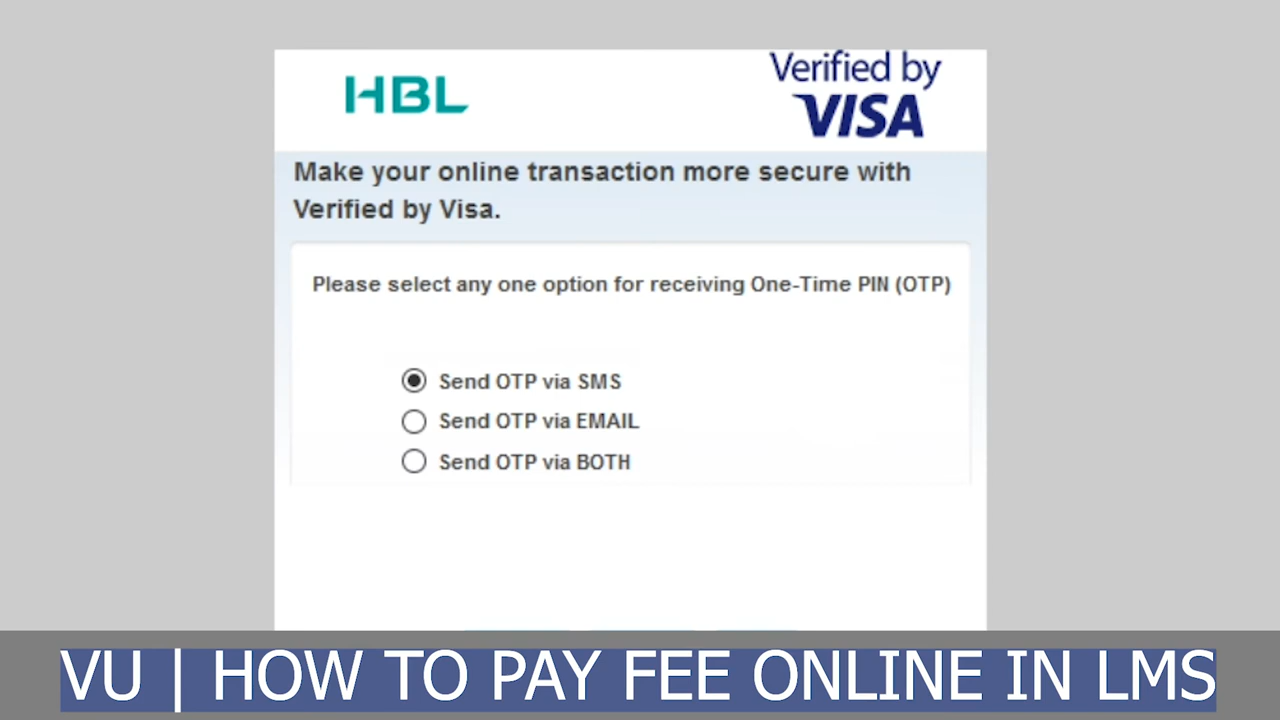 HBL
Verified by
VISA
Make your online transaction more secure with
Verified by Visa.
Please select any one option for receiving One-Time PIN (OTP)
Send OTP via SMS
Send OTP via EMAIL
Send OTP via BOTH
VU | HOW TO PAY FEE ONLINE IN LMS